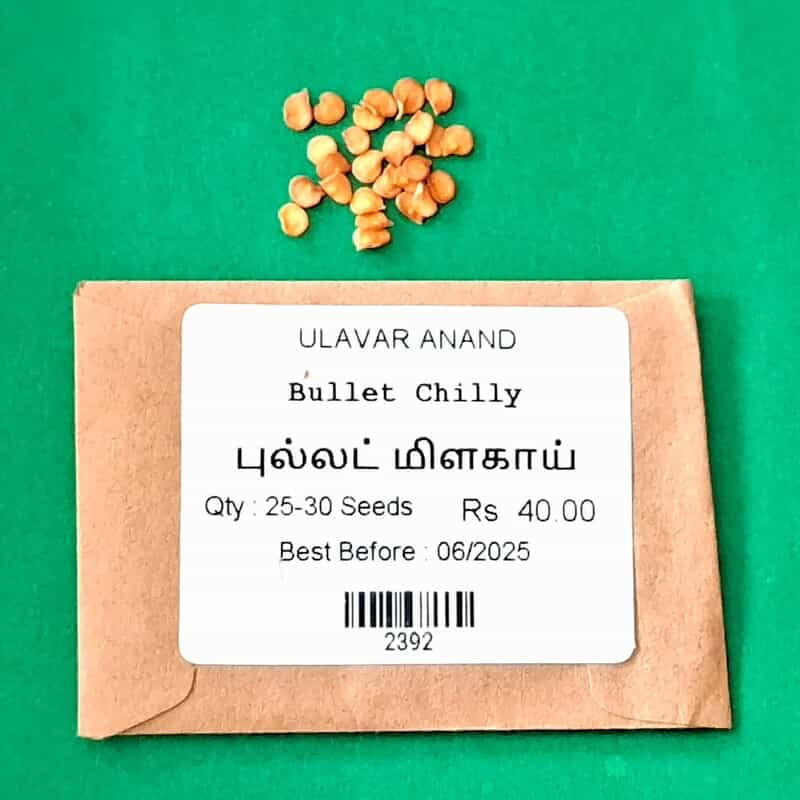 ULAVAR ANAND
Bullet Chilly
புல்லட் மிளகாய்
Qty : 25-30 Seeds Rs 40.00
Best Before : 06/2025
2392